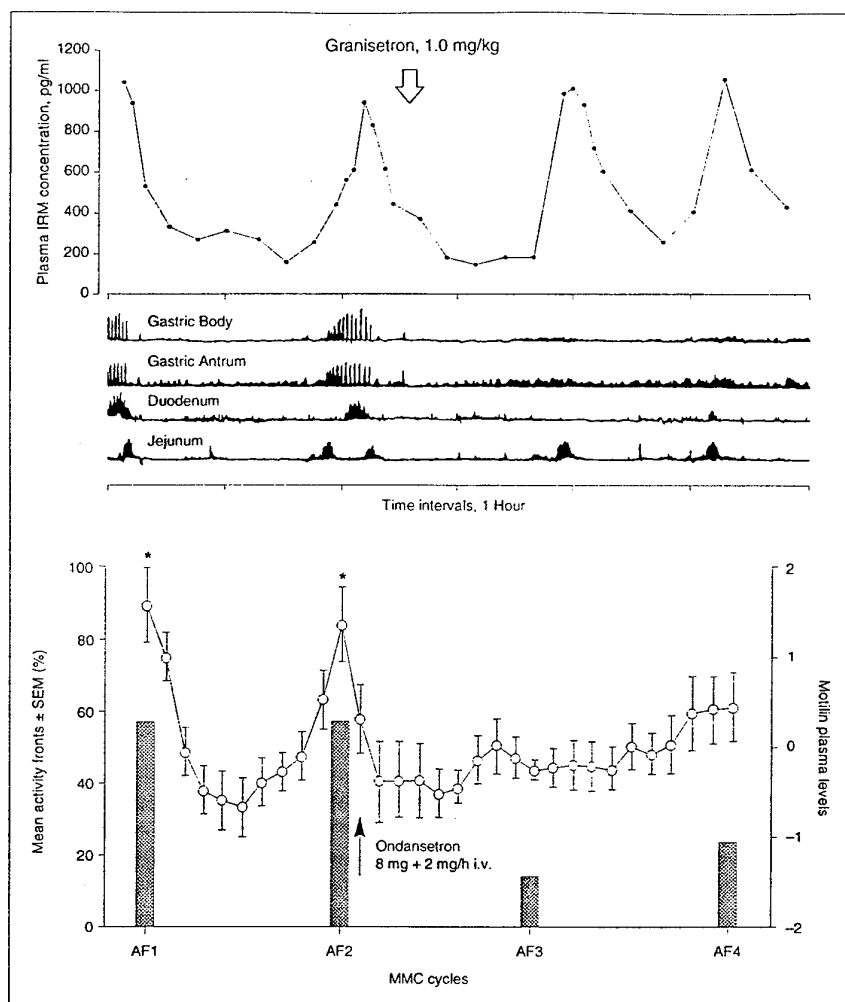 Granisetron, 1.0 mg/kg
Plasma IRM concentration, pg/ml
1200
1000
800
600
400
200
0
Gastric Body
Gastric Antrum
Duodenum
Jejunum
Time intervals, 1 Hour
Mean activity fronts ± SEM (%)
100
80
60
40
20
0
*
*
Ondansetron
8 mg + 2 mg/h i.v.
2
1
0
–1
–2
Motilin plasma levels
AF1
AF2
AF3
AF4
MMC cycles